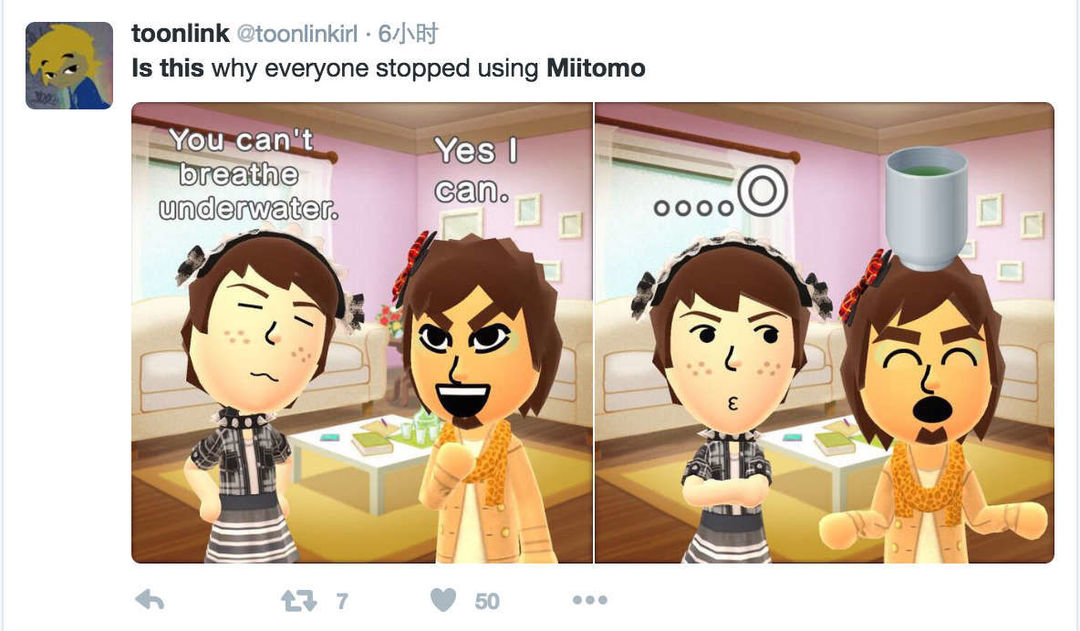 toonlink @toonlinkirl · 6小时
Is this why everyone stopped using Miitomo
You can't
breathe
underwater.
Yes I
can.
7
50